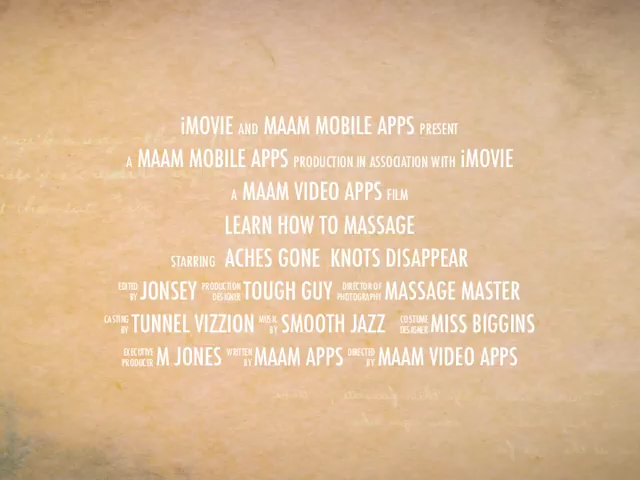 iMOVIE AND MAAM MOBILE APPS PRESENT
A MAAM MOBILE APPS PRODUCTION IN ASSOCIATION WITH iMOVIE
A MAAM VIDEO APPS FILM
LEARN HOW TO MASSAGE
STARRING ACHES GONE KNOTS DISAPPEAR
EDITED BY JONSEY PRODUCTION DESIGNER TOUGH GUY DIRECTOR OF PHOTOGRAPHY MASSAGE MASTER
CASTING BY TUNNEL VIZZION MUSIC BY SMOOTH JAZZ COSTUME DESIGNER MISS BIGGINS
EXECUTIVE PRODUCER M JONES WRITTEN BY MAAM APPS DIRECTED BY MAAM VIDEO APPS